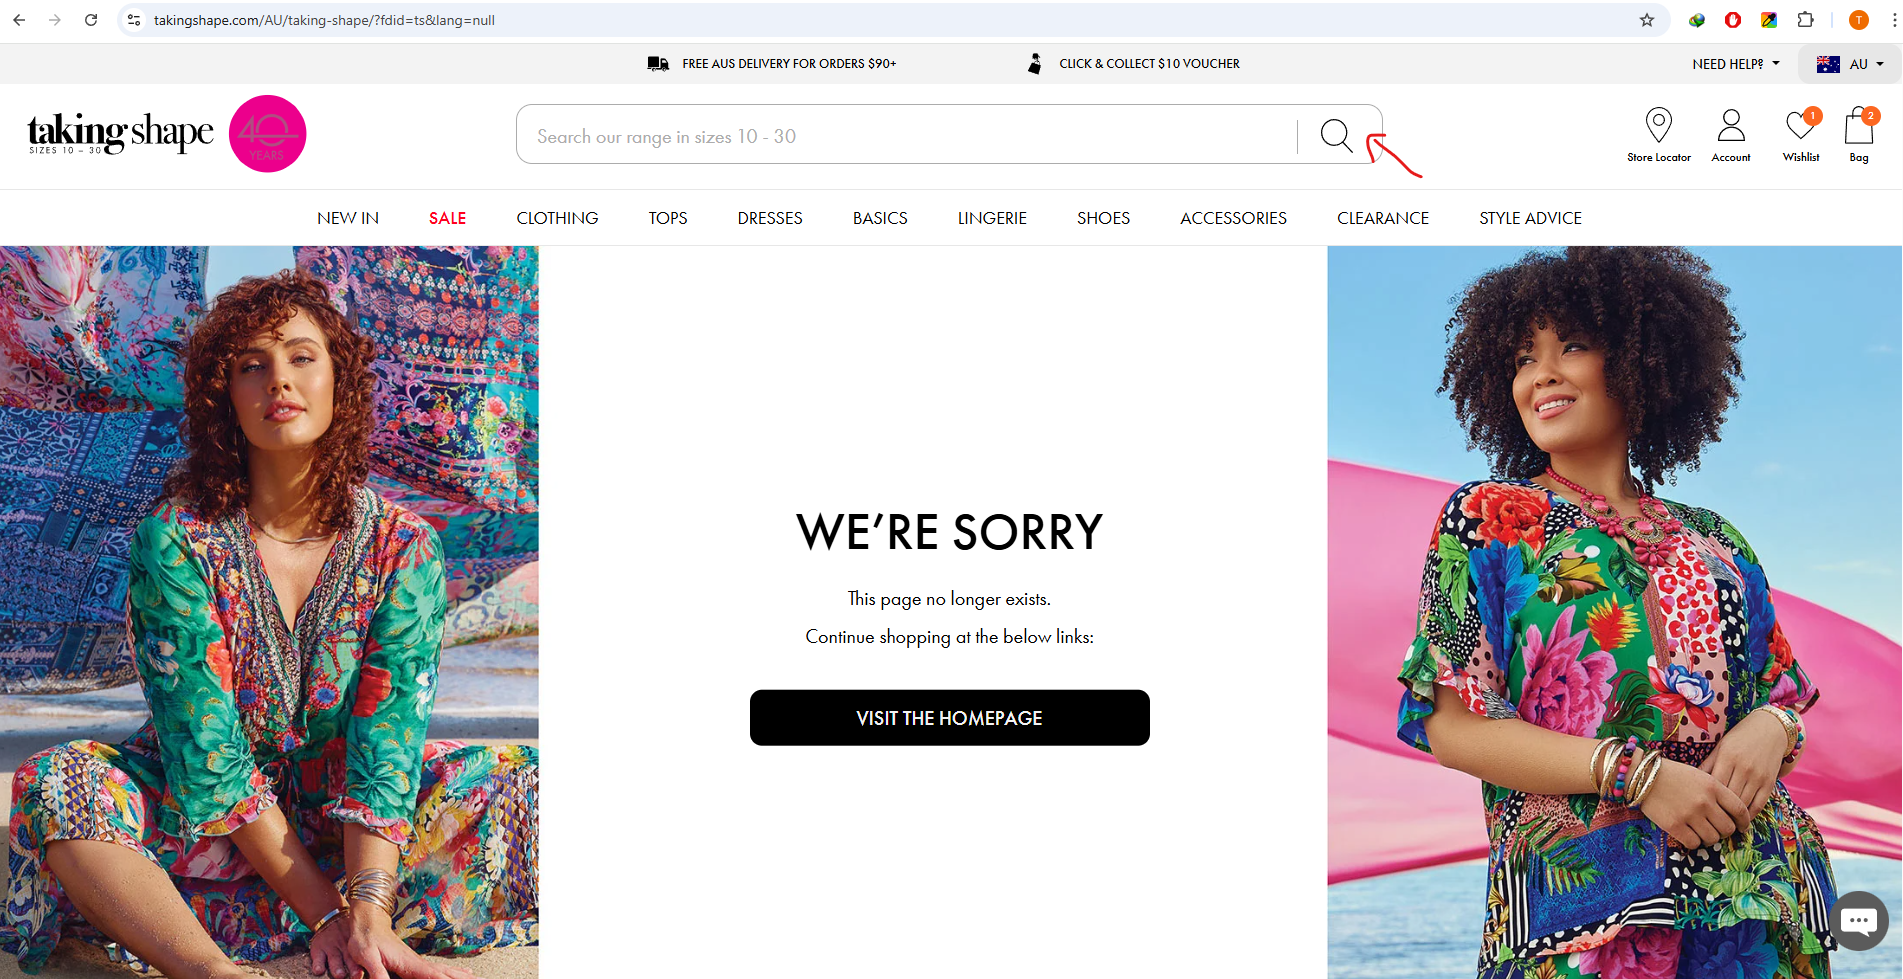 takingshape.com/AU/taking-shape/?fdid=ts&lang=null
T
FREE AUS DELIVERY FOR ORDERS $90+
CLICK & COLLECT $10 VOUCHER
NEED HELP?
AU
taking shape
SIZES 10 – 30
40
YEARS
Search our range in sizes 10 - 30
Store Locator
Account
1
Wishlist
2
Bag
NEW IN
SALE
CLOTHING
TOPS
DRESSES
BASICS
LINGERIE
SHOES
ACCESSORIES
CLEARANCE
STYLE ADVICE
WE’RE SORRY
This page no longer exists.
Continue shopping at the below links:
VISIT THE HOMEPAGE